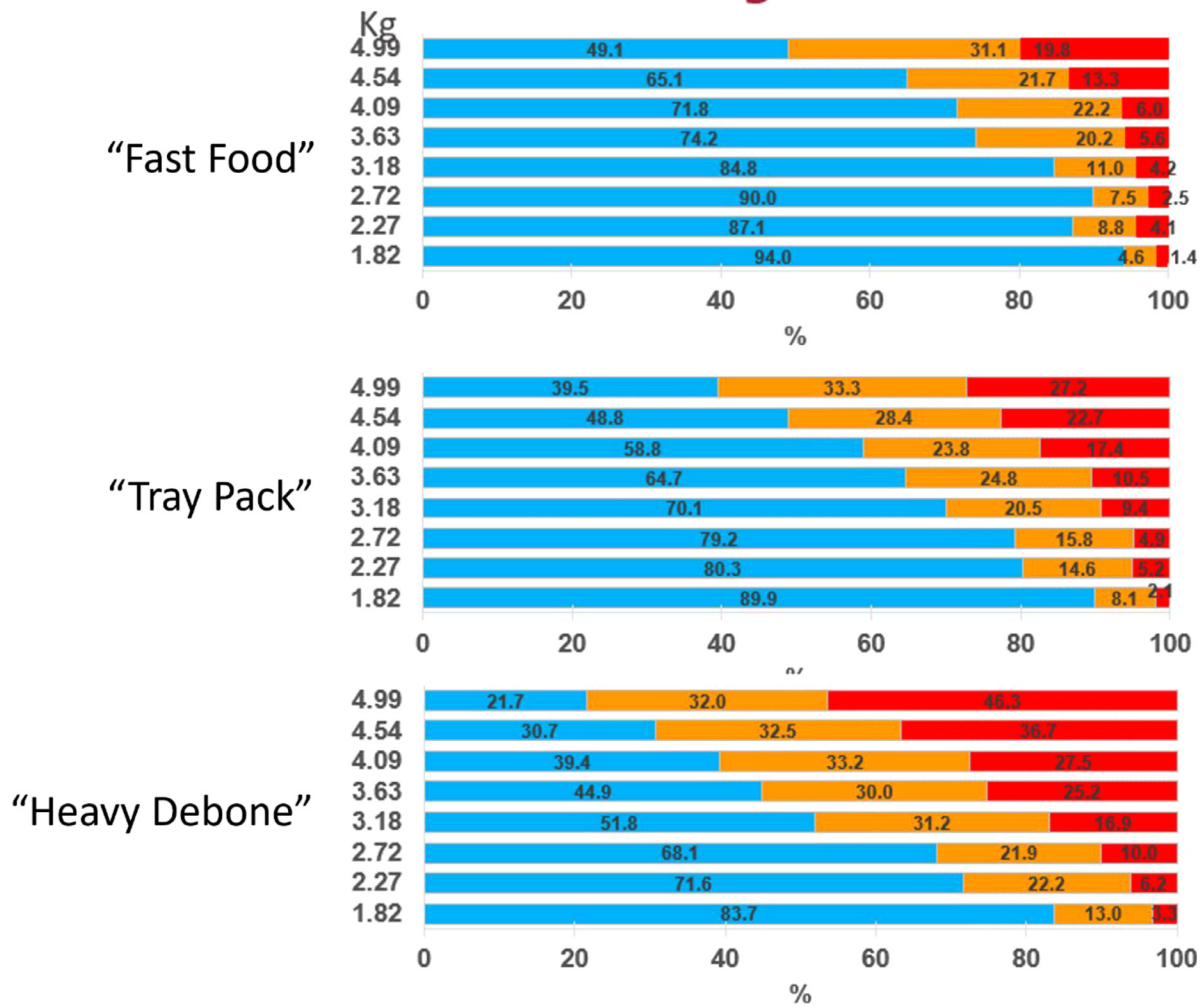 Kg
4.99 49.1 31.1 19.8
4.54 65.1 21.7 13.3
4.09 71.8 22.2 6.0
3.63 74.2 20.2 5.6
“Fast Food”
3.18 84.8 11.0 4.2
2.72 90.0 7.5 2.5
2.27 87.1 8.8 4.1
1.82 94.0 4.6 1.4
0 20 40 60 80 100
%
4.99 39.5 33.3 27.2
4.54 48.8 28.4 22.7
4.09 58.8 23.8 17.4
3.63 64.7 24.8 10.5
“Tray Pack”
3.18 70.1 20.5 9.4
2.72 79.2 15.8 4.9
2.27 80.3 14.6 5.2
1.82 89.9 8.1 2.1
0 20 40 60 80 100
%
4.99 21.7 32.0 46.3
4.54 30.7 32.5 36.7
4.09 39.4 33.2 27.5
3.63 44.9 30.0 25.2
“Heavy Debone”
3.18 51.8 31.2 16.9
2.72 68.1 21.9 10.0
2.27 71.6 22.2 6.2
1.82 83.7 13.0 3.3
0 20 40 60 80 100
%